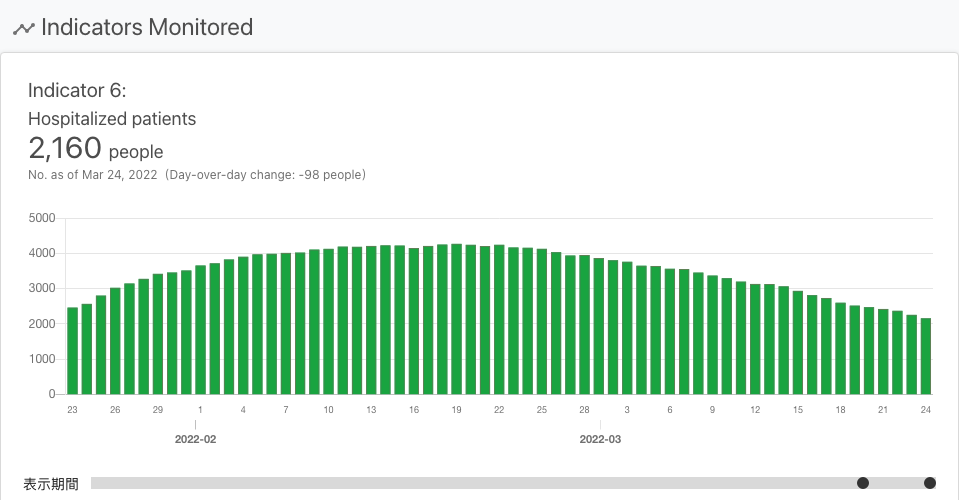 Indicators Monitored
Indicator 6:
Hospitalized patients
2,160 people
No. as of Mar 24, 2022 (Day-over-day change: -98 people)
5000
4000
3000
2000
1000
0
23 26 29 1 4 7 10 13 16 19 22 25 28 3 6 9 12 15 18 21 24
2022-02 2022-03
表示期間